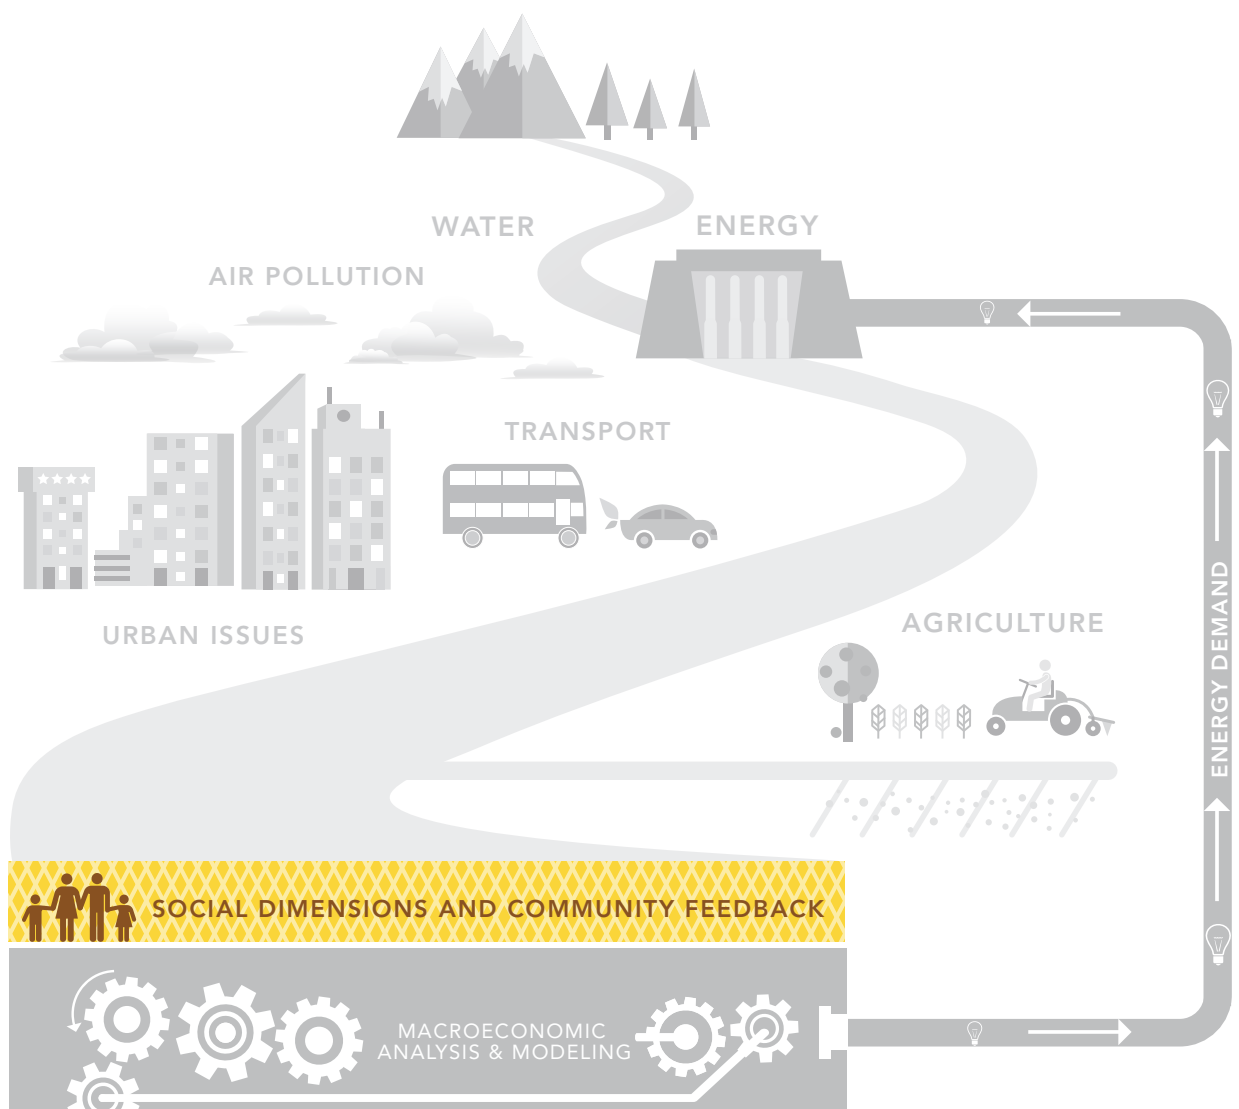 WATER
ENERGY
AIR POLLUTION
TRANSPORT
URBAN ISSUES
AGRICULTURE
ENERGY DEMAND
SOCIAL DIMENSIONS AND COMMUNITY FEEDBACK
MACROECONOMIC
ANALYSIS & MODELING